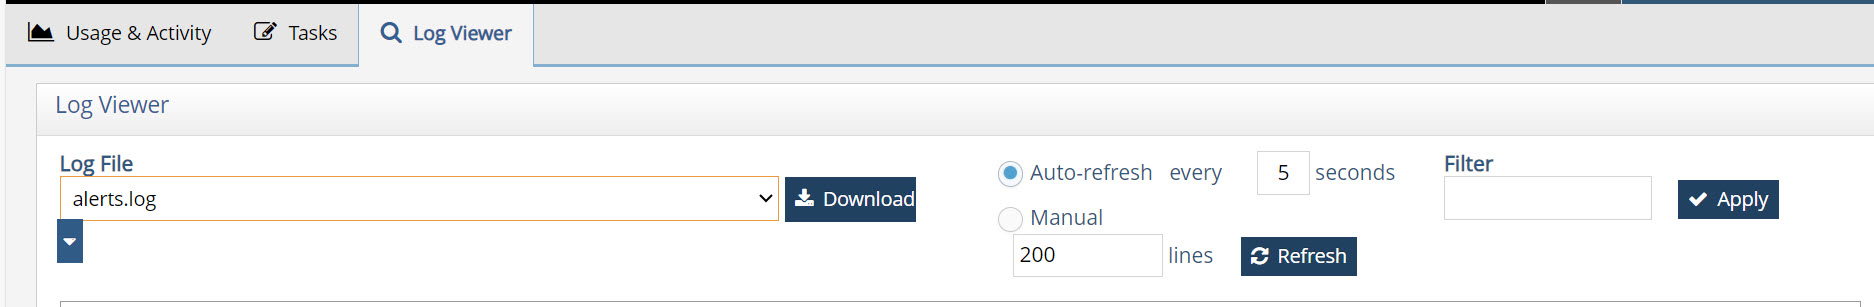 Usage & Activity
Tasks
Log Viewer
Log Viewer
Log File
alerts.log
Download
Auto-refresh every 5 seconds
Manual
200 lines
Refresh
Filter
Apply